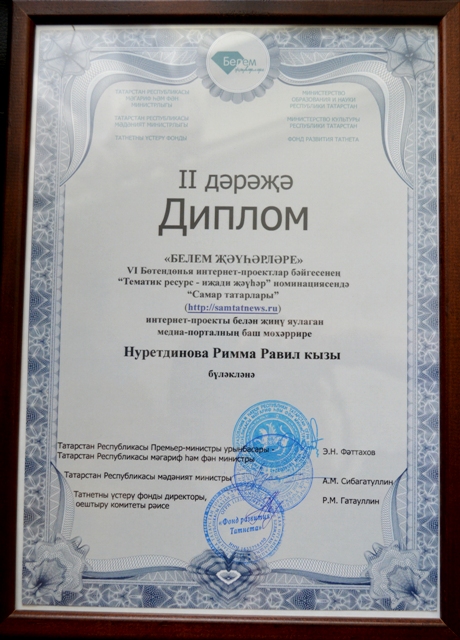 Белем
ТАТАРСТАН РЕСПУБЛИКАСЫ
МӘГАРИФ ҺӘМ ФӘН
МИНИСТРЛЫГЫ
ТАТАРСТАН РЕСПУБЛИКАСЫ
МӘДӘНИЯТ МИНИСТРЛЫГЫ
ТАТНЕТНЫ ҮСТЕРҮ ФОНДЫ
МИНИСТЕРСТВО
ОБРАЗОВАНИЯ И НАУКИ
РЕСПУБЛИКИ ТАТАРСТАН
МИНИСТЕРСТВО КУЛЬТУРЫ
РЕСПУБЛИКИ ТАТАРСТАН
ФОНД РАЗВИТИЯ ТАТНЕТА
II дәрәҗә
Диплом
«БЕЛЕМ ҖӘҮҺӘРЛӘРЕ»
VI Бөтендөнья интернет-проектлар бәйгесенең
“Тематик ресурс - иҗади җәүһәр” номинациясендә
“Самар татарлары”
(http://samtatnews.ru)
интернет-проекты белән җиңү яулаган
медиа-порталның баш мөхәррире
Нуретдинова Римма Равил кызы
бүләкләнә
Татарстан Республикасы Премьер-министры урынбасары -
Татарстан Республикасы мәгариф һәм фән министры
Э.Н. Фәттахов
Татарстан Республикасы мәдәният министры
А.М. Сибагатуллин
Татнетны үстерү фонды директоры,
оештыру комитеты рәисе
Р.М. Гатауллин
«Фонд развития
Татнета»